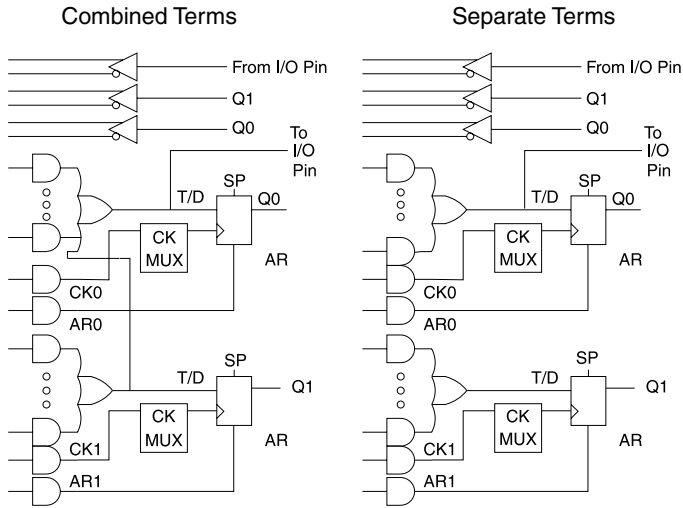 Combined Terms
From I/O Pin
Q1
Q0
To
I/O
Pin
T/D
SP
Q0
CK
MUX
AR
CK0
AR0
SP
T/D
Q1
CK
MUX
AR
CK1
AR1
Separate Terms
From I/O Pin
Q1
Q0
To
I/O
Pin
T/D
SP
Q0
CK
MUX
AR
CK0
AR0
SP
T/D
Q1
CK
MUX
AR
CK1
AR1